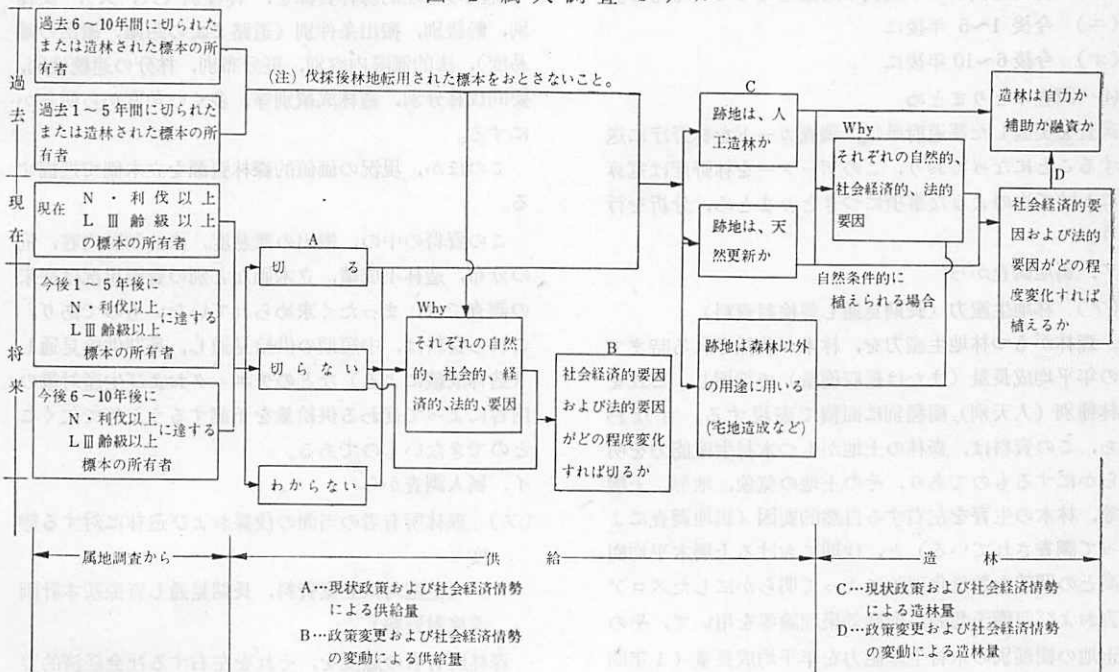 過去
現在
将来
過去6～10年間に切られた
または造林された標本の所
有者
過去1～5年間に切られた
または造林された標本の所
有者
(注) 伐採後林地転用された標本をおとさないこと。
現在
N・利伐以上
LⅢ齢級以上
の標本の所有者
今後1～5年後に
N・利伐以上
LⅢ齢級以上
に達する
標本の所有者
今後6～10年後に
N・利伐以上
LⅢ齢級以上
に達する
標本の所有者
A
切る
切らない
わからない
Why
それぞれの自然
的、社会的、経
済的、法的、要因
B
社会経済的要因
および法的要因
がどの程度変化
すれば切るか
C
跡地は、人
工造林か
跡地は、天
然更新か
跡地は森林以外
の用途に用いる
(宅地造成など)
Why
それぞれの自然的、
社会経済的、法的
要因
自然条件的に
植えられる場合
造林は自力か
補助か融資か
D
社会経済的要
因および法的
要因がどの程
度変化すれば
植えるか
属地調査から
供給
造林
A…現状政策および社会経済情勢
による供給量
B…政策変更および社会経済情勢
の変動による供給量
C…現状政策および社会経済情勢
による造林量
D…政策変更および社会経済情勢
の変動による造林量